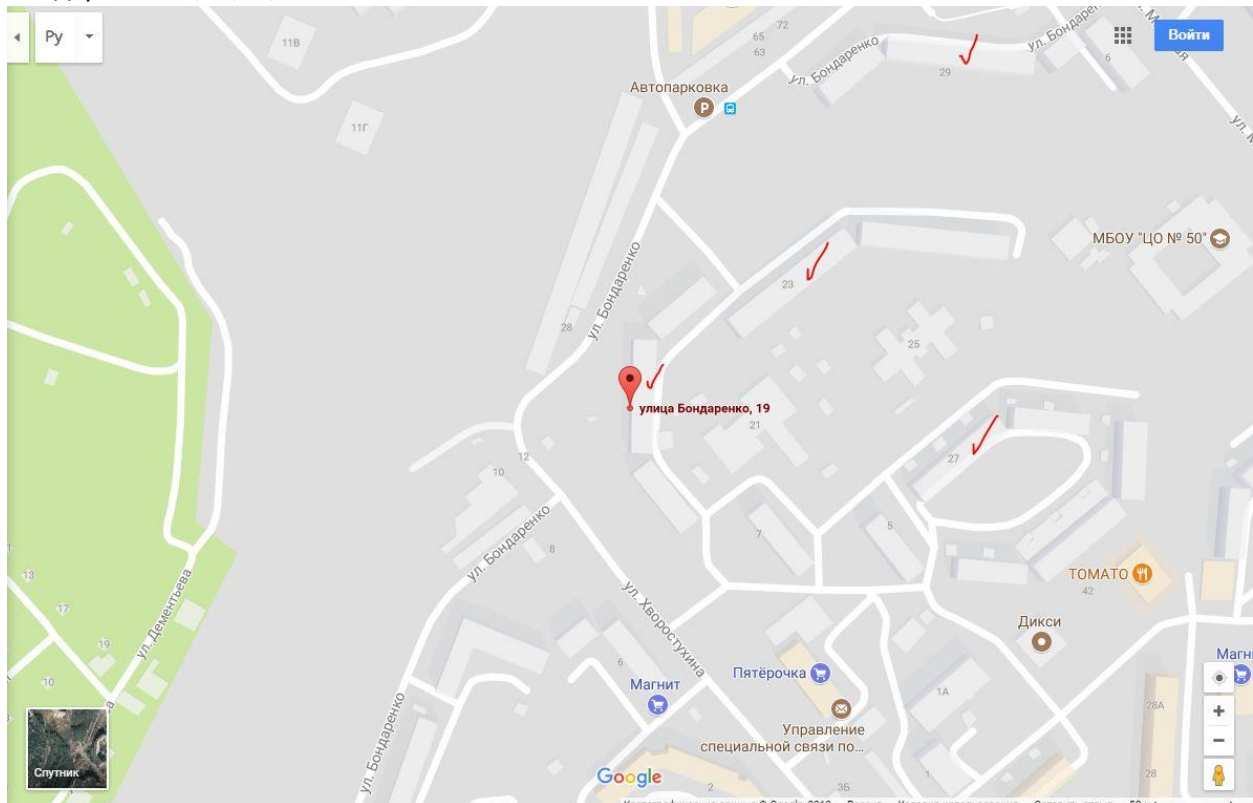 Ру
11В
72
65
63
ул. Бондаренко
29
ул. Бондаренко
6
Войти
Автопарковка
P
11Г
ул. М
МБОУ "ЦО № 50"
ул. Бондаренко
23
28
25
улица Бондаренко, 19
21
27
12
10
ул. Бондаренко
8
7
5
ТОМАТО
42
13
17
19
10
ул. Дементьева
ул. Хворостухина
Дикси
6
Магнит
Пятёрочка
1А
Магн
28А
Управление
специальной связи по...
ул. Бондаренко
Спутник
Google
2
3Б
1
28